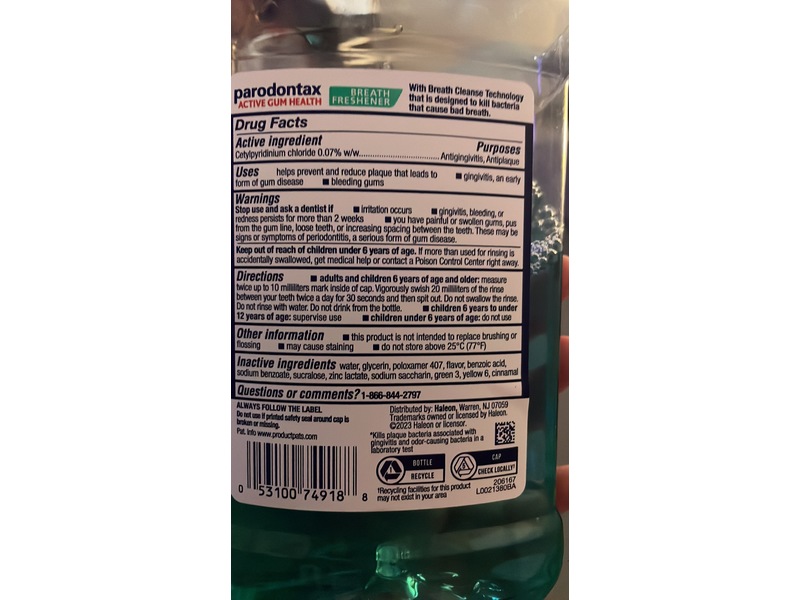 parodontax
ACTIVE GUM HEALTH
BREATH
FRESHENER
With Breath Cleanse Technology
that is designed to kill bacteria
that cause bad breath.
Drug Facts
Active ingredient Purposes
Cetylpyridinium chloride 0.07% w/w.......................... Antigingivitis, Antiplaque
Uses helps prevent and reduce plaque that leads to ■ gingivitis, an early
form of gum disease ■ bleeding gums
Warnings
Stop use and ask a dentist if ■ irritation occurs ■ gingivitis, bleeding, or
redness persists for more than 2 weeks ■ you have painful or swollen gums, pus
from the gum line, loose teeth, or increasing spacing between the teeth. These may be
signs or symptoms of periodontitis, a serious form of gum disease.
Keep out of reach of children under 6 years of age. If more than used for rinsing is
accidentally swallowed, get medical help or contact a Poison Control Center right away.
Directions ■ adults and children 6 years of age and older: measure
twice up to 10 milliliters mark inside of cap. Vigorously swish 20 milliliters of the rinse
between your teeth twice a day for 30 seconds and then spit out. Do not swallow the rinse.
Do not rinse with water. Do not drink from the bottle. ■ children 6 years to under
12 years of age: supervise use ■ children under 6 years of age: do not use
Other information ■ this product is not intended to replace brushing or
flossing ■ may cause staining ■ do not store above 25°C (77°F)
Inactive ingredients water, glycerin, poloxamer 407, flavor, benzoic acid,
sodium benzoate, sucralose, zinc lactate, sodium saccharin, green 3, yellow 6, cinnamal
Questions or comments? 1-866-844-2797
ALWAYS FOLLOW THE LABEL
Do not use if printed safety seal around cap is
broken or missing.
Pat. info www.productpats.com
0 53100 74918 8
Distributed by: Haleon, Warren, NJ 07059
Trademarks owned or licensed by Haleon.
©2023 Haleon or licensor.
*Kills plaque bacteria associated with
gingivitis and odor-causing bacteria in a
laboratory test
BOTTLE
RECYCLE
CAP
CHECK LOCALLY†
†Recycling facilities for this product
may not exist in your area
206167
L0021380BA